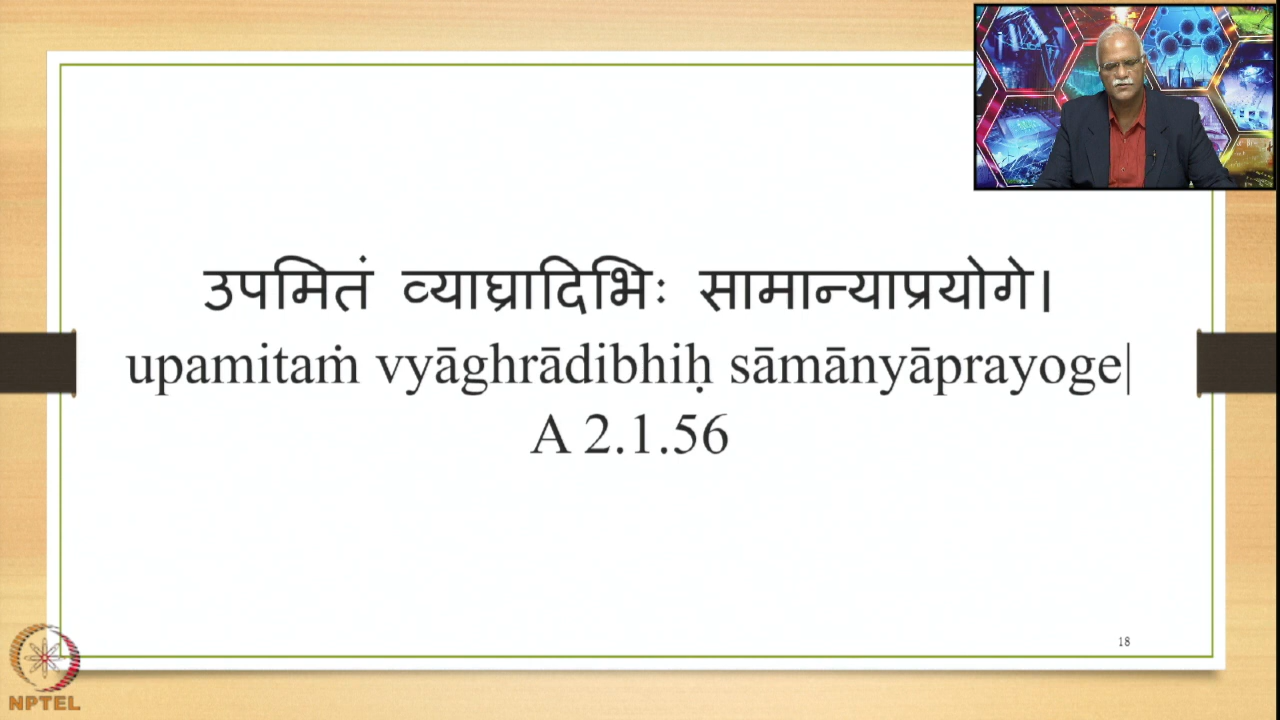 उपमितं व्याघ्रादिभिः सामान्याप्रयोगे।
upamitaṁ vyāghrādibhiḥ sāmānyāprayoge|
A 2.1.56
18
NPTEL